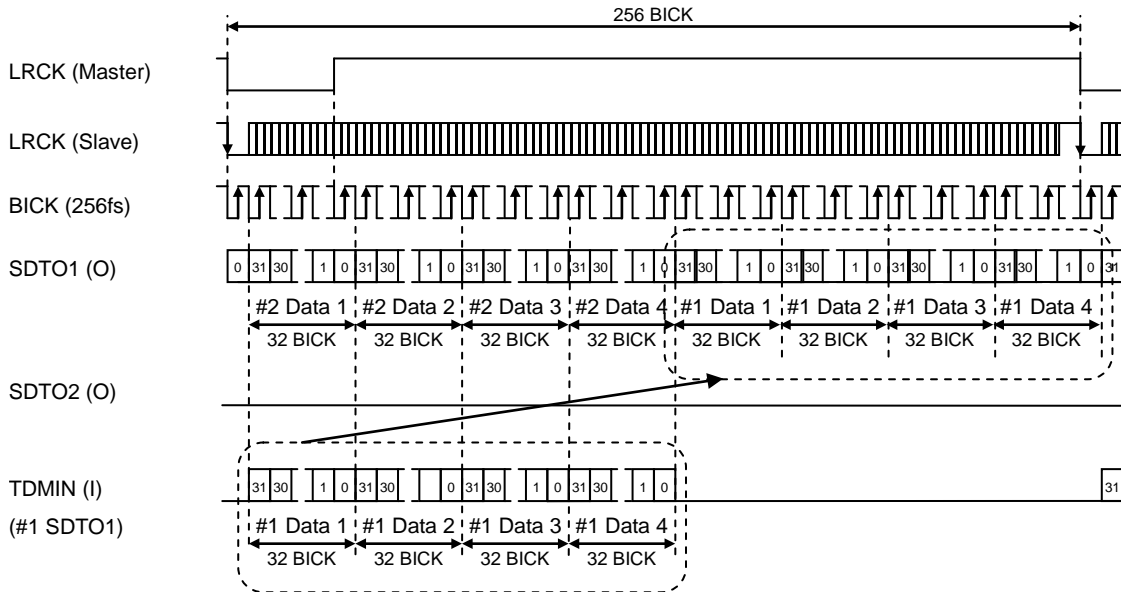 256 BICK
LRCK (Master)
LRCK (Slave)
BICK (256fs)
SDTO1 (O)
0 31 30 1 0 31 30 1 0 31 30 1 0 31 30 1 0 31 30 1 0 31 30 1 0 31 30 1 0 31 30 1 0 31
#2 Data 1 #2 Data 2 #2 Data 3 #2 Data 4 #1 Data 1 #1 Data 2 #1 Data 3 #1 Data 4
32 BICK 32 BICK 32 BICK 32 BICK 32 BICK 32 BICK 32 BICK 32 BICK
SDTO2 (O)
TDMIN (I)
31 30 1 0 31 30 0 31 30 1 0 31 30 1 0 31
(#1 SDTO1)
#1 Data 1 #1 Data 2 #1 Data 3 #1 Data 4
32 BICK 32 BICK 32 BICK 32 BICK